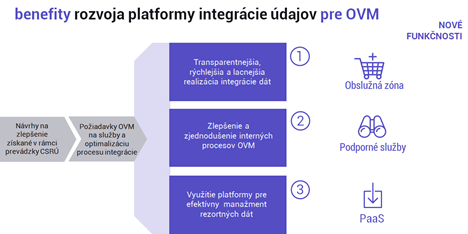 benefity rozvoja platformy integrácie údajov pre OVM
NOVÉ
FUNKČNOSTI
Návrhy na
zlepšenie
získané v rámci
prevádzky CSRÚ
Požiadavky OVM
na služby a
optimalizáciu
procesu integrácie
Transparentnejšia,
rýchlejšia a lacnejšia
realizácia integrácie dát
1
Obslužná zóna
Zlepšenie a
zjednodušenie interných
procesov OVM
2
Podporné služby
Využitie platformy pre
efektívny manažment
rezortných dát
3
PaaS